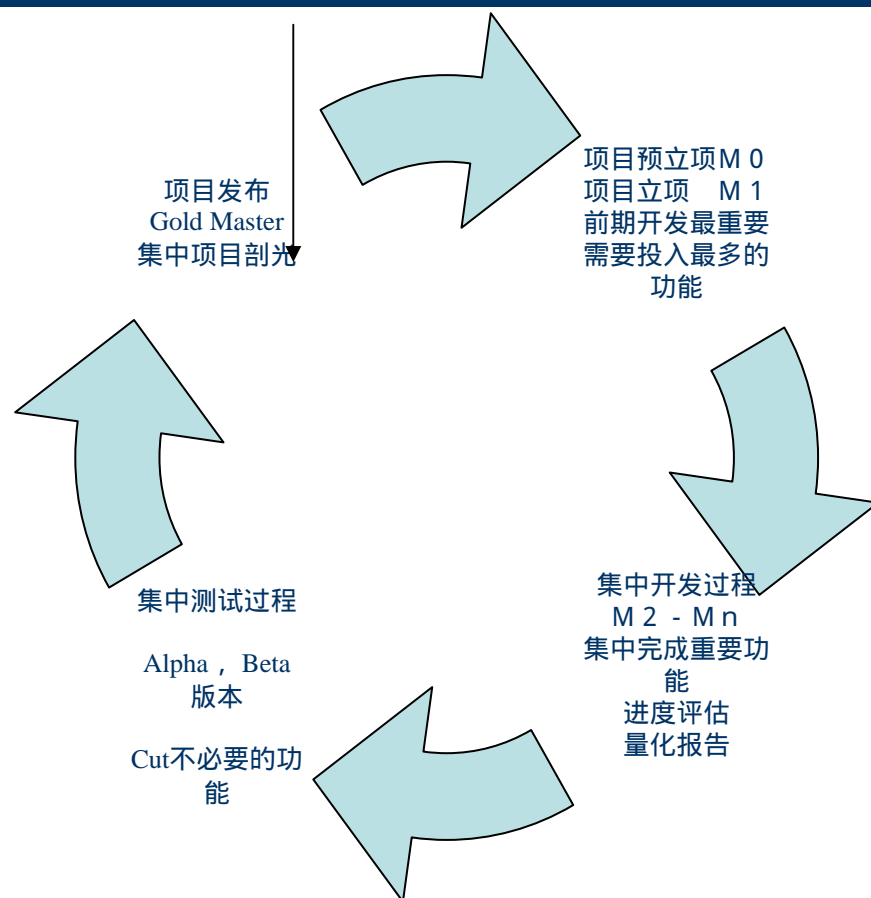 项目发布
Gold Master
集中项目剖光
项目预立项M 0
项目立项 M 1
前期开发最重要
需要投入最多的
功能
集中开发过程
M 2 - M n
集中完成重要功
能
进度评估
量化报告
集中测试过程
Alpha , Beta
版本
Cut不必要的功
能